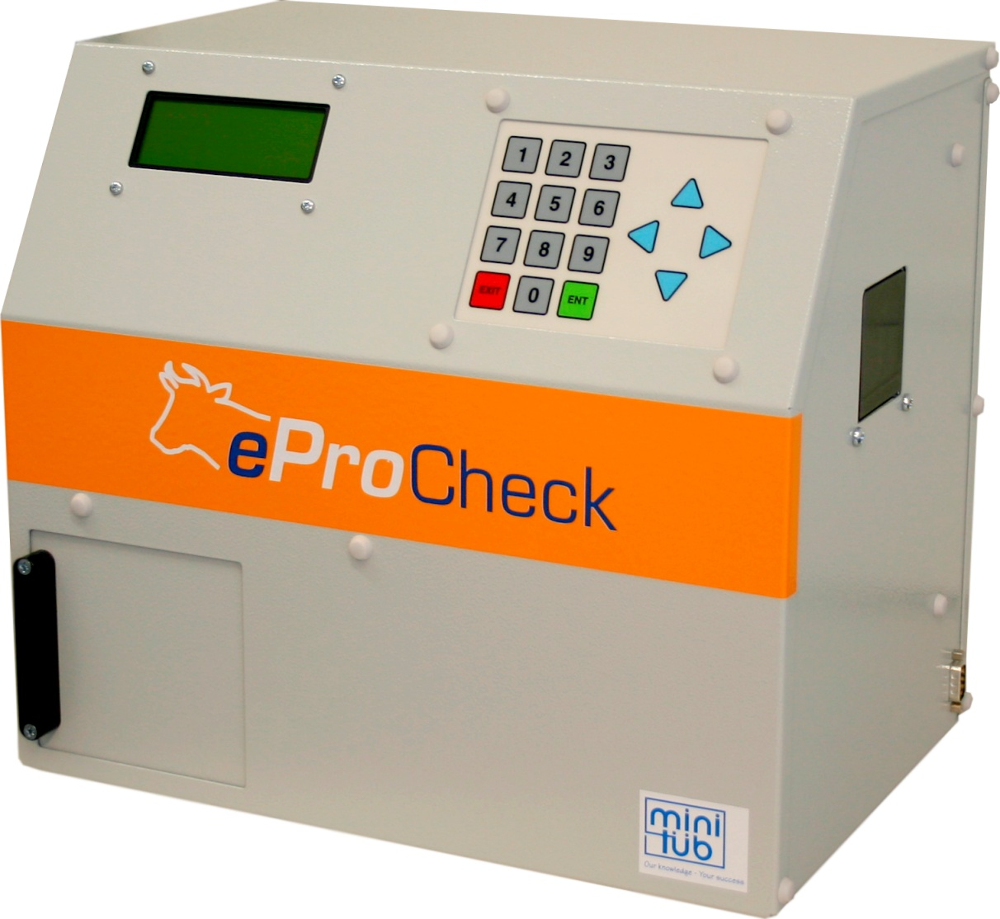 1 2 3
4 5 6
7 8 9
EXIT 0 ENT
eProCheck
mini
tüb
Our knowledge - Your success